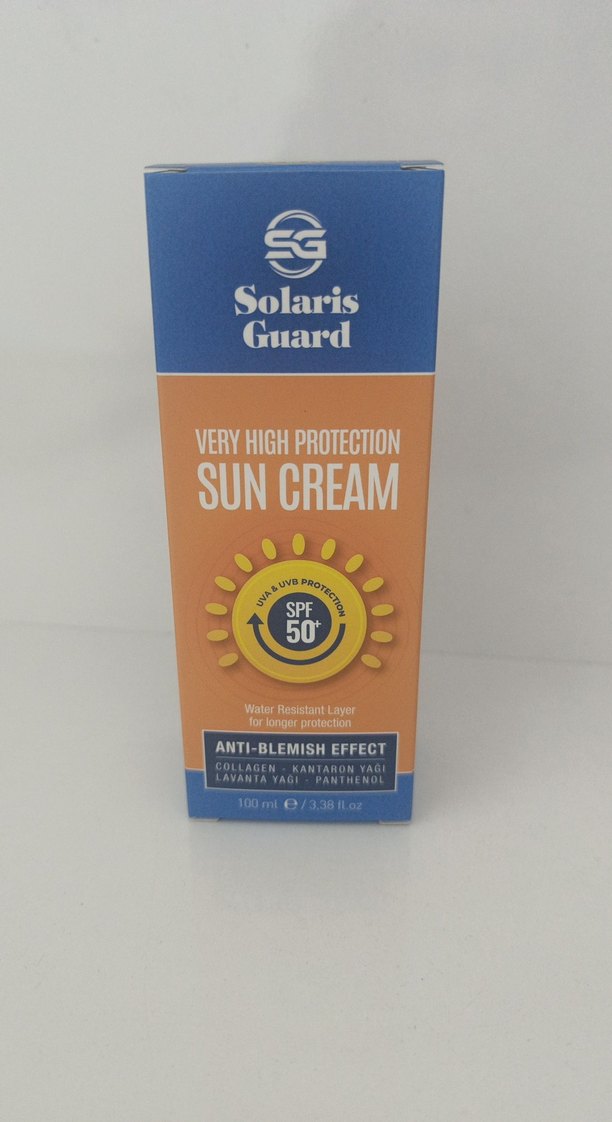 SG
Solaris
Guard
VERY HIGH PROTECTION
SUN CREAM
UVA & UVB PROTECTION
SPF
50+
Water Resistant Layer
for longer protection
ANTI-BLEMISH EFFECT
COLLAGEN - KANTARON YAĞI
LAVANTA YAĞI - PANTHENOL
100 ml ℮ / 3,38 fl.oz